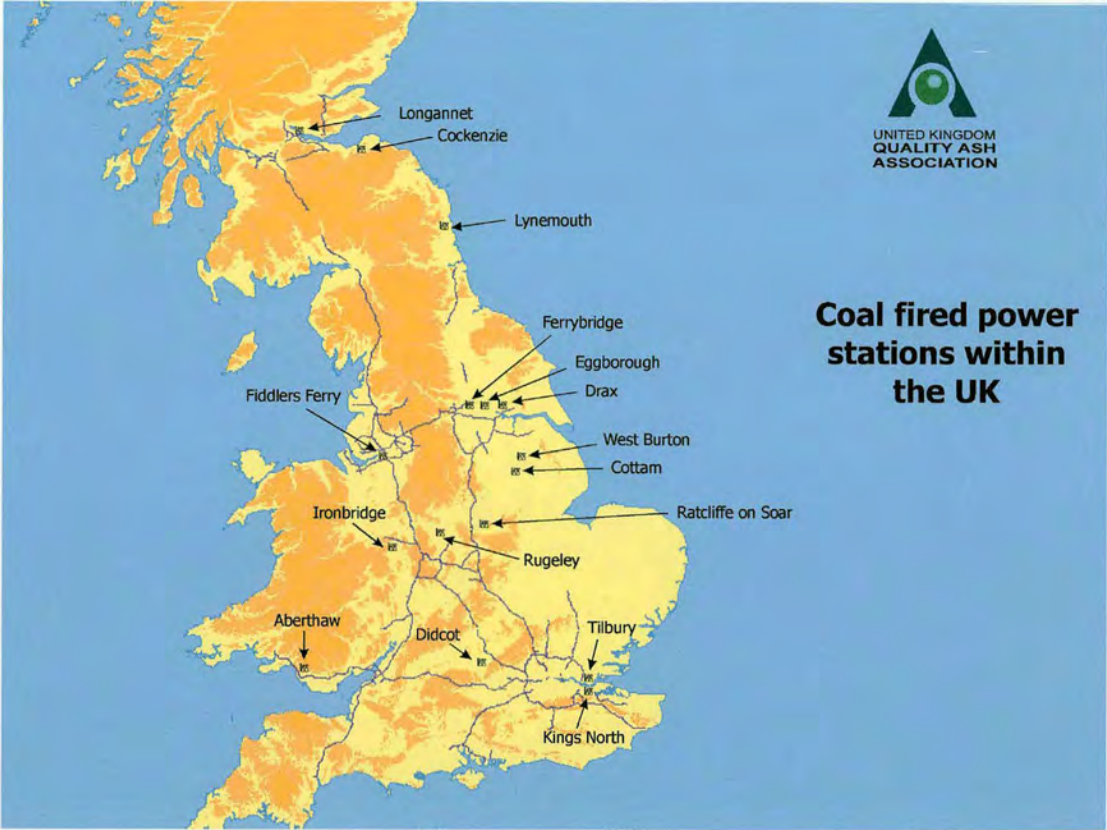 Longannet
Cockenzie
UNITED KINGDOM
QUALITY ASH
ASSOCIATION
Lynemouth
Coal fired power
stations within
the UK
Ferrybridge
Eggborough
Drax
Fiddlers Ferry
West Burton
Cottam
Ironbridge
Ratcliffe on Soar
Rugeley
Aberthaw
Didcot
Tilbury
Kings North